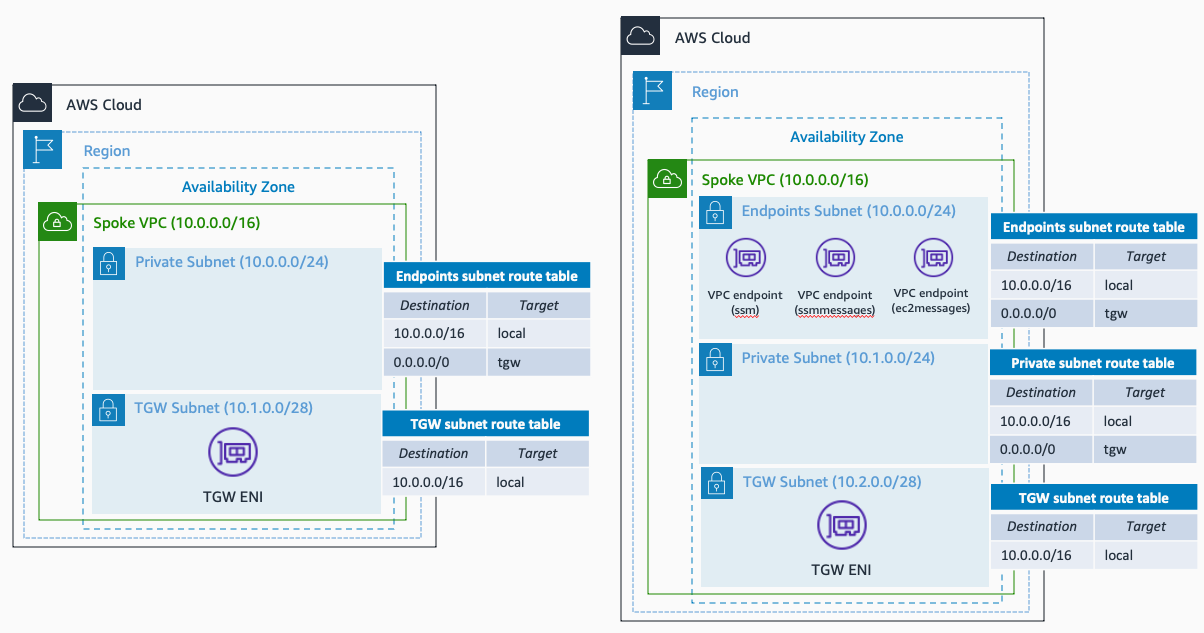 AWS Cloud
Region
Availability Zone
Spoke VPC (10.0.0.0/16)
Private Subnet (10.0.0.0/24)
Endpoints subnet route table
Destination Target
10.0.0.0/16 local
0.0.0.0/0 tgw
TGW Subnet (10.1.0.0/28)
TGW ENI
TGW subnet route table
Destination Target
10.0.0.0/16 local
AWS Cloud
Region
Availability Zone
Spoke VPC (10.0.0.0/16)
Endpoints Subnet (10.0.0.0/24)
VPC endpoint
(ssm)
VPC endpoint
(ssmmessages)
VPC endpoint
(ec2messages)
Endpoints subnet route table
Destination Target
10.0.0.0/16 local
0.0.0.0/0 tgw
Private Subnet (10.1.0.0/24)
Private subnet route table
Destination Target
10.0.0.0/16 local
0.0.0.0/0 tgw
TGW Subnet (10.2.0.0/28)
TGW ENI
TGW subnet route table
Destination Target
10.0.0.0/16 local